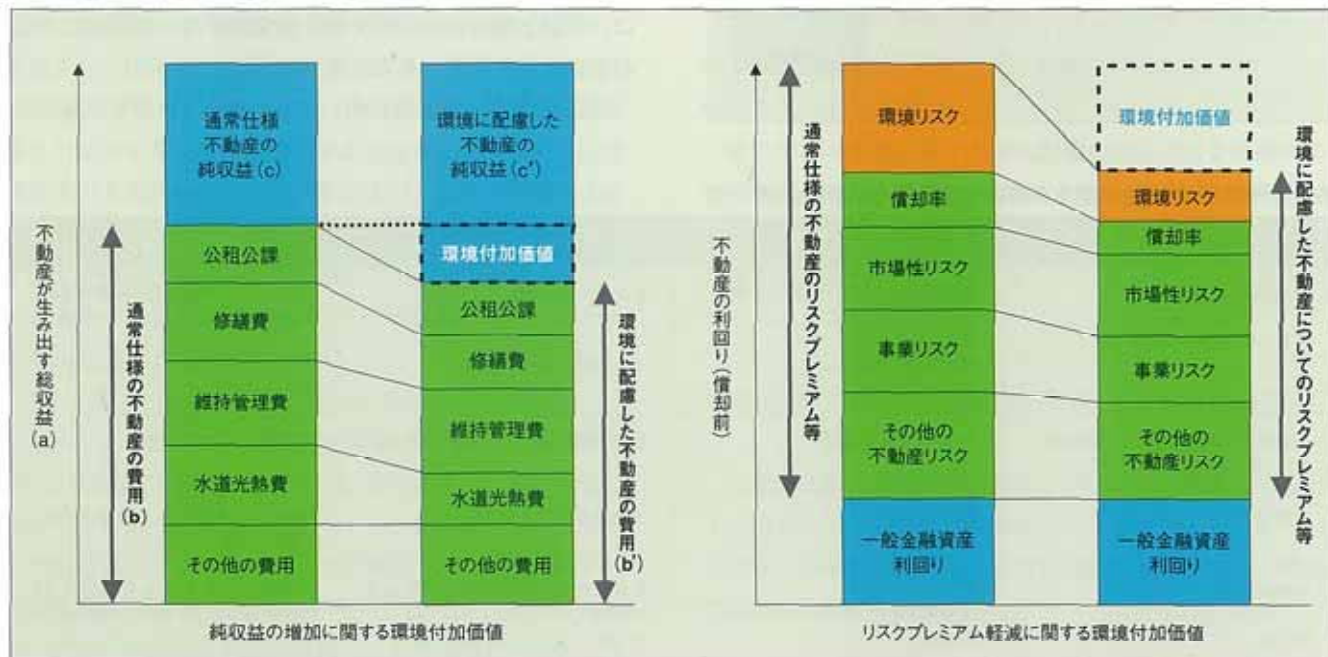 不動産が生み出す総収益
(a)
通常仕様の不動産の費用
(b)
通常仕様
不動産の
純収益(c)
公租公課
修繕費
維持管理費
水道光熱費
その他の費用
環境に配慮した
不動産の
純収益(c')
環境付加価値
公租公課
修繕費
維持管理費
水道光熱費
その他の費用
環境に配慮した不動産の費用
(b')
純収益の増加に関する環境付加価値
不動産の利回り(償却前)
通常仕様の不動産のリスクプレミアム等
環境リスク
償却率
市場性リスク
事業リスク
その他の
不動産リスク
一般金融資産
利回り
環境付加価値
環境リスク
償却率
市場性リスク
事業リスク
その他の
不動産リスク
一般金融資産
利回り
環境に配慮した不動産についてのリスクプレミアム等
リスクプレミアム軽減に関する環境付加価値